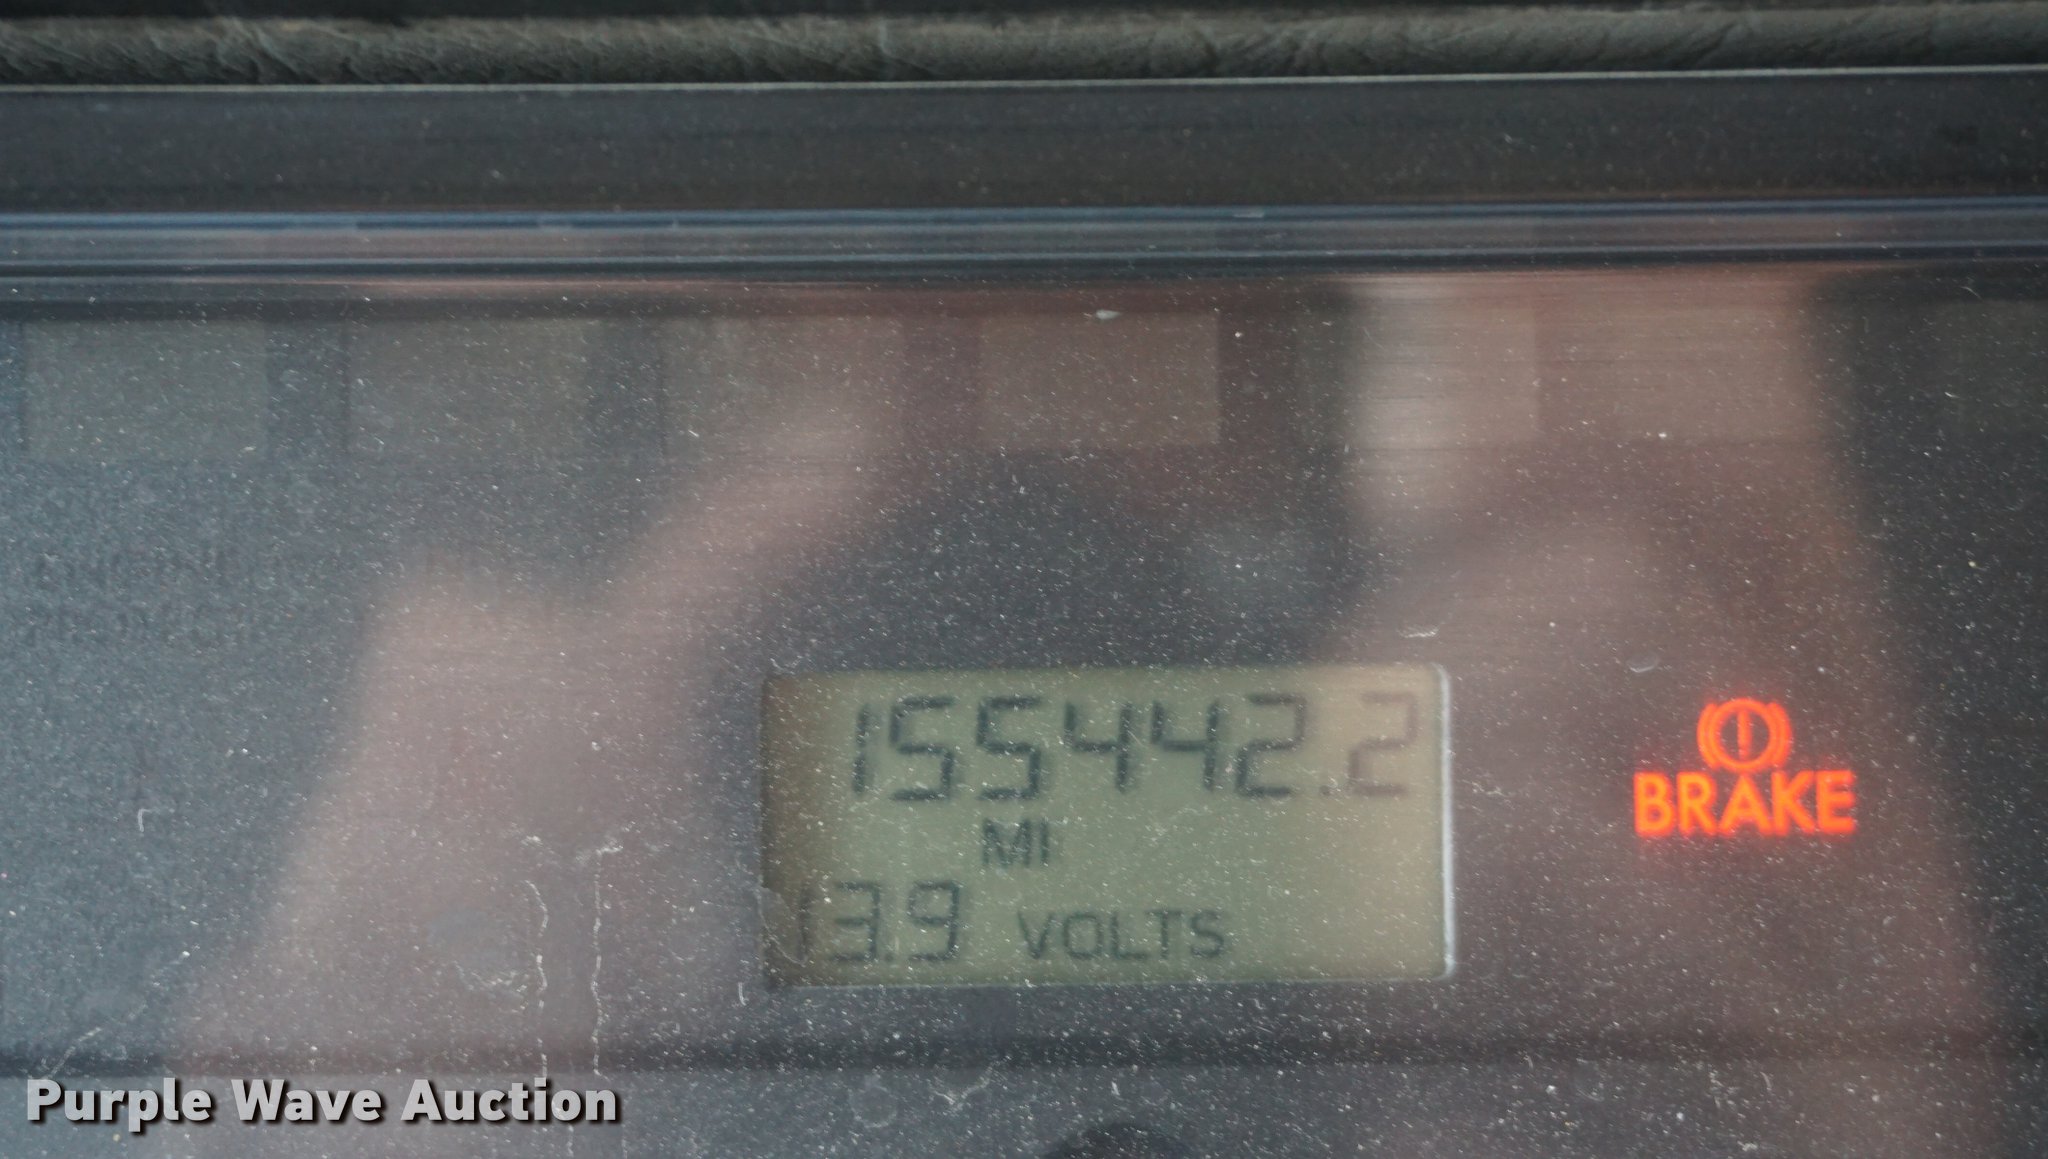 155442.2
MI
13.9 VOLTS
BRAKE
Purple Wave Auction